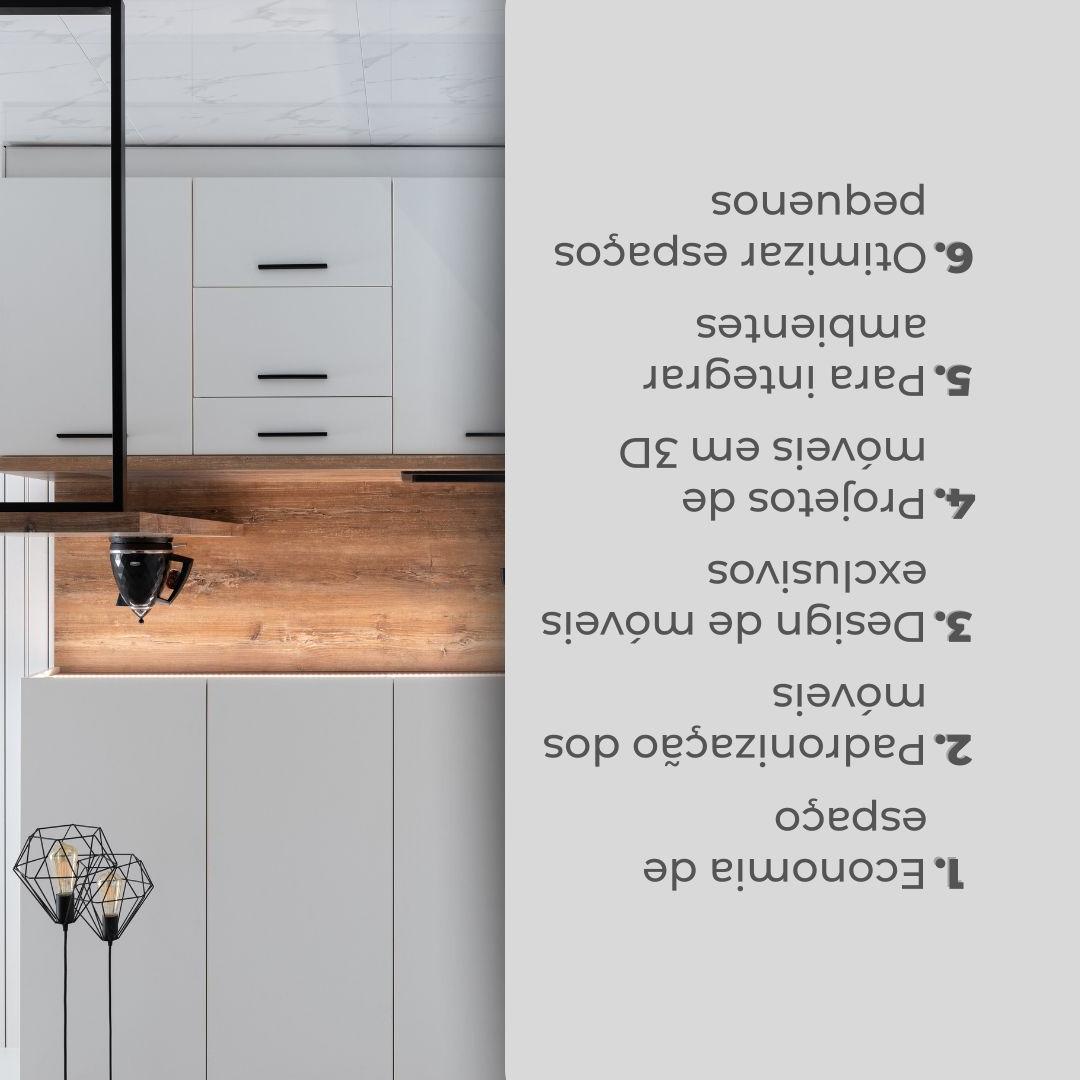 1. Economia de
espaço
2. Padronização dos
móveis
3. Design de móveis
exclusivos
4. Projetos de
móveis em 3D
5. Para integrar
ambientes
6. Otimizar espaços
pequenos